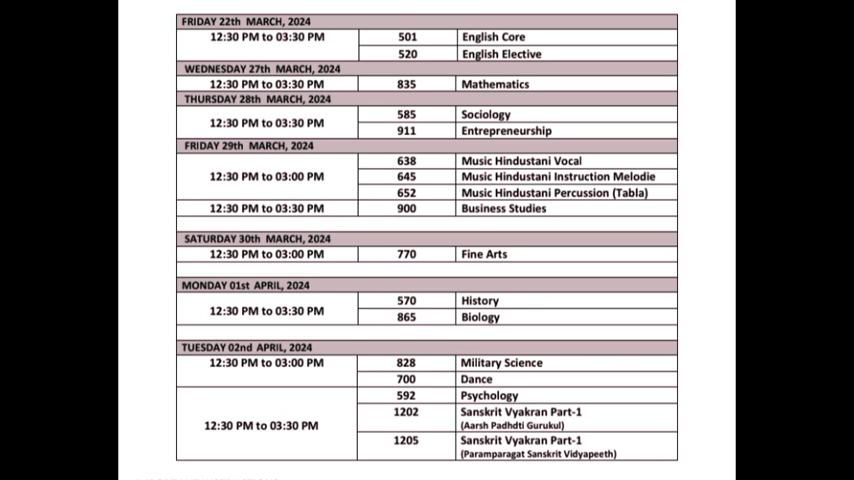 FRIDAY 22th MARCH, 2024
12:30 PM to 03:30 PM 501 English Core
520 English Elective
WEDNESDAY 27th MARCH, 2024
12:30 PM to 03:30 PM 835 Mathematics
THURSDAY 28th MARCH, 2024
12:30 PM to 03:30 PM 585 Sociology
911 Entrepreneurship
FRIDAY 29th MARCH, 2024
12:30 PM to 03:00 PM 638 Music Hindustani Vocal
645 Music Hindustani Instruction Melodie
652 Music Hindustani Percussion (Tabla)
12:30 PM to 03:30 PM 900 Business Studies
SATURDAY 30th MARCH, 2024
12:30 PM to 03:00 PM 770 Fine Arts
MONDAY 01st APRIL, 2024
12:30 PM to 03:30 PM 570 History
865 Biology
TUESDAY 02nd APRIL, 2024
12:30 PM to 03:00 PM 828 Military Science
700 Dance
12:30 PM to 03:30 PM 592 Psychology
1202 Sanskrit Vyakran Part-1
(Aarsh Padhdti Gurukul)
1205 Sanskrit Vyakran Part-1
(Paramparagat Sanskrit Vidyapeeth)